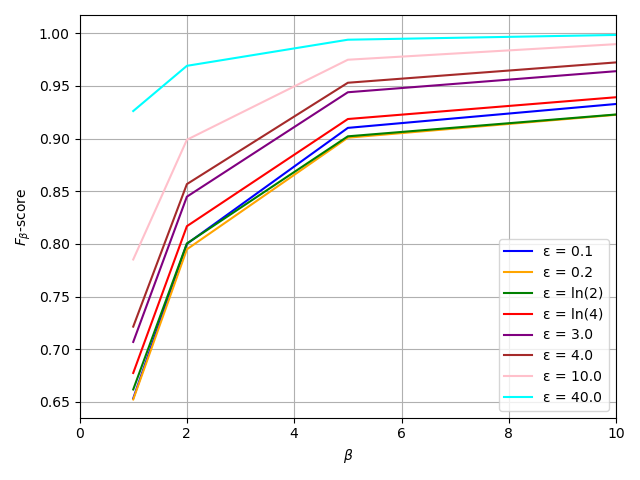 1.00
0.95
0.90
0.85
0.80
0.75
0.70
0.65
Fβ-score
0 2 4 6 8 10
β
ε = 0.1
ε = 0.2
ε = ln(2)
ε = ln(4)
ε = 3.0
ε = 4.0
ε = 10.0
ε = 40.0